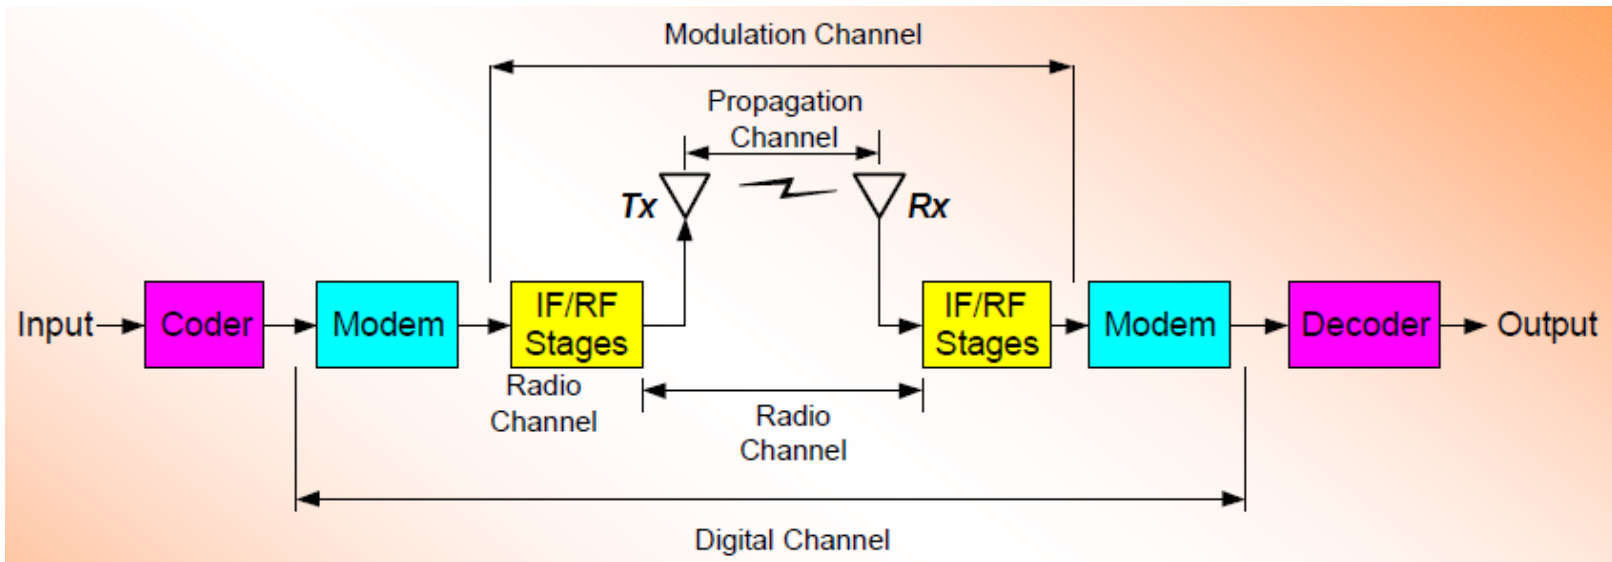 Modulation Channel
Propagation
Channel
Tx
Rx
Input
Coder
Modem
IF/RF
Stages
IF/RF
Stages
Modem
Decoder
Output
Radio
Channel
Radio
Channel
Digital Channel